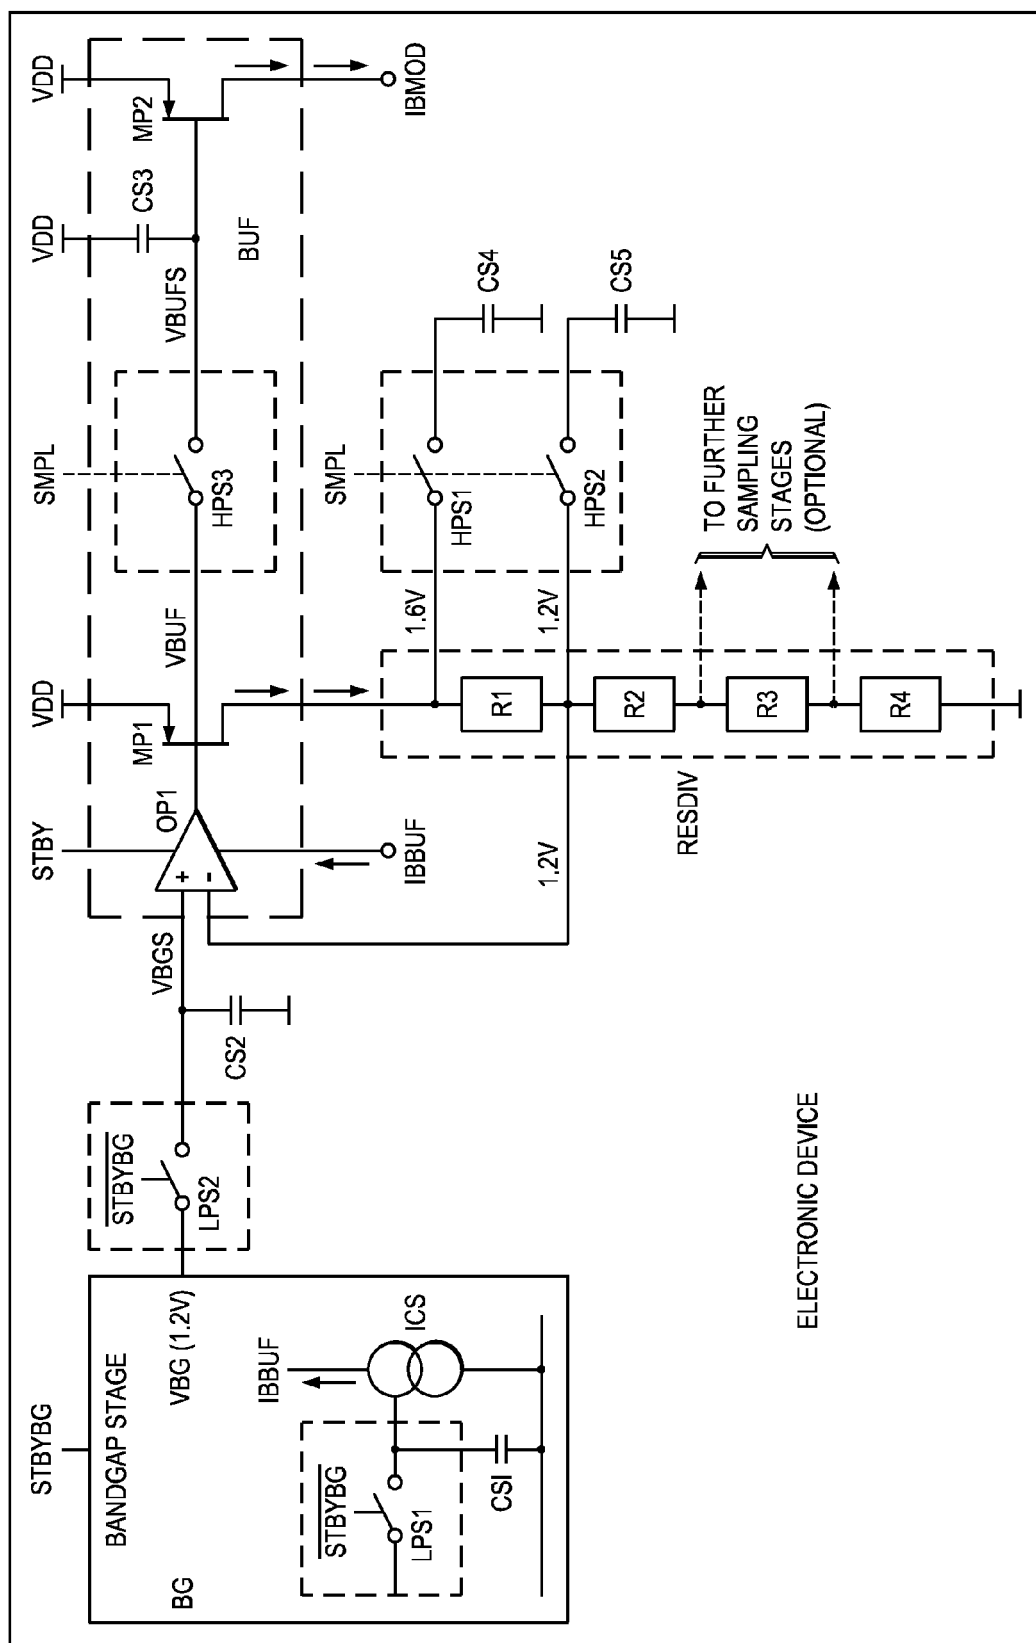 STBYBG
BANDGAP STAGE
BG
VBG (1.2V)
IBBUF
ICS
STBYBG
LPS1
CSI
STBYBG
LPS2
VBGS
CS2
STBY
OP1
+
-
IBBUF
VDD
MP1
VBUF
SMPL
HPS3
VBUFS
VDD
CS3
BUF
VDD
MP2
IBMOD
1.2V
1.6V
1.2V
SMPL
HPS1
HPS2
CS4
CS5
R1
R2
R3
R4
RESDIV
TO FURTHER
SAMPLING
STAGES
(OPTIONAL)
ELECTRONIC DEVICE